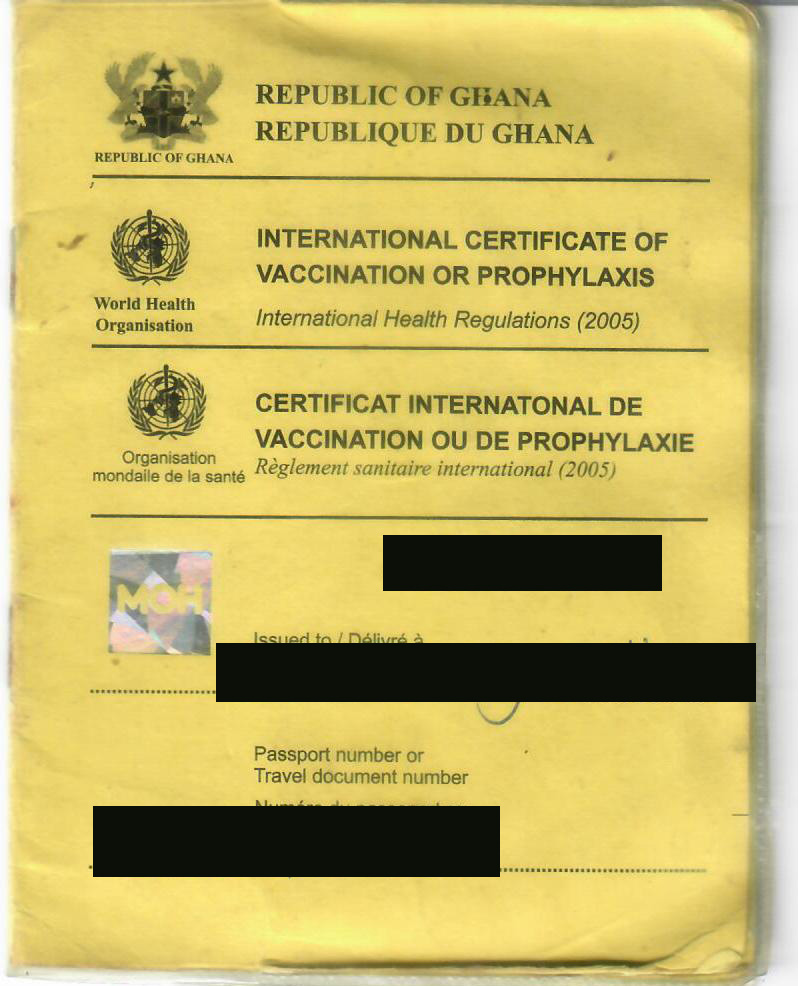 REPUBLIC OF GHANA
REPUBLIQUE DU GHANA
REPUBLIC OF GHANA
INTERNATIONAL CERTIFICATE OF
VACCINATION OR PROPHYLAXIS
World Health
Organisation
International Health Regulations (2005)
CERTIFICAT INTERNATONAL DE
VACCINATION OU DE PROPHYLAXIE
Organisation
mondaile de la santé
Règlement sanitaire international (2005)
MOH
Issued to / Délivré à
Passport number or
Travel document number